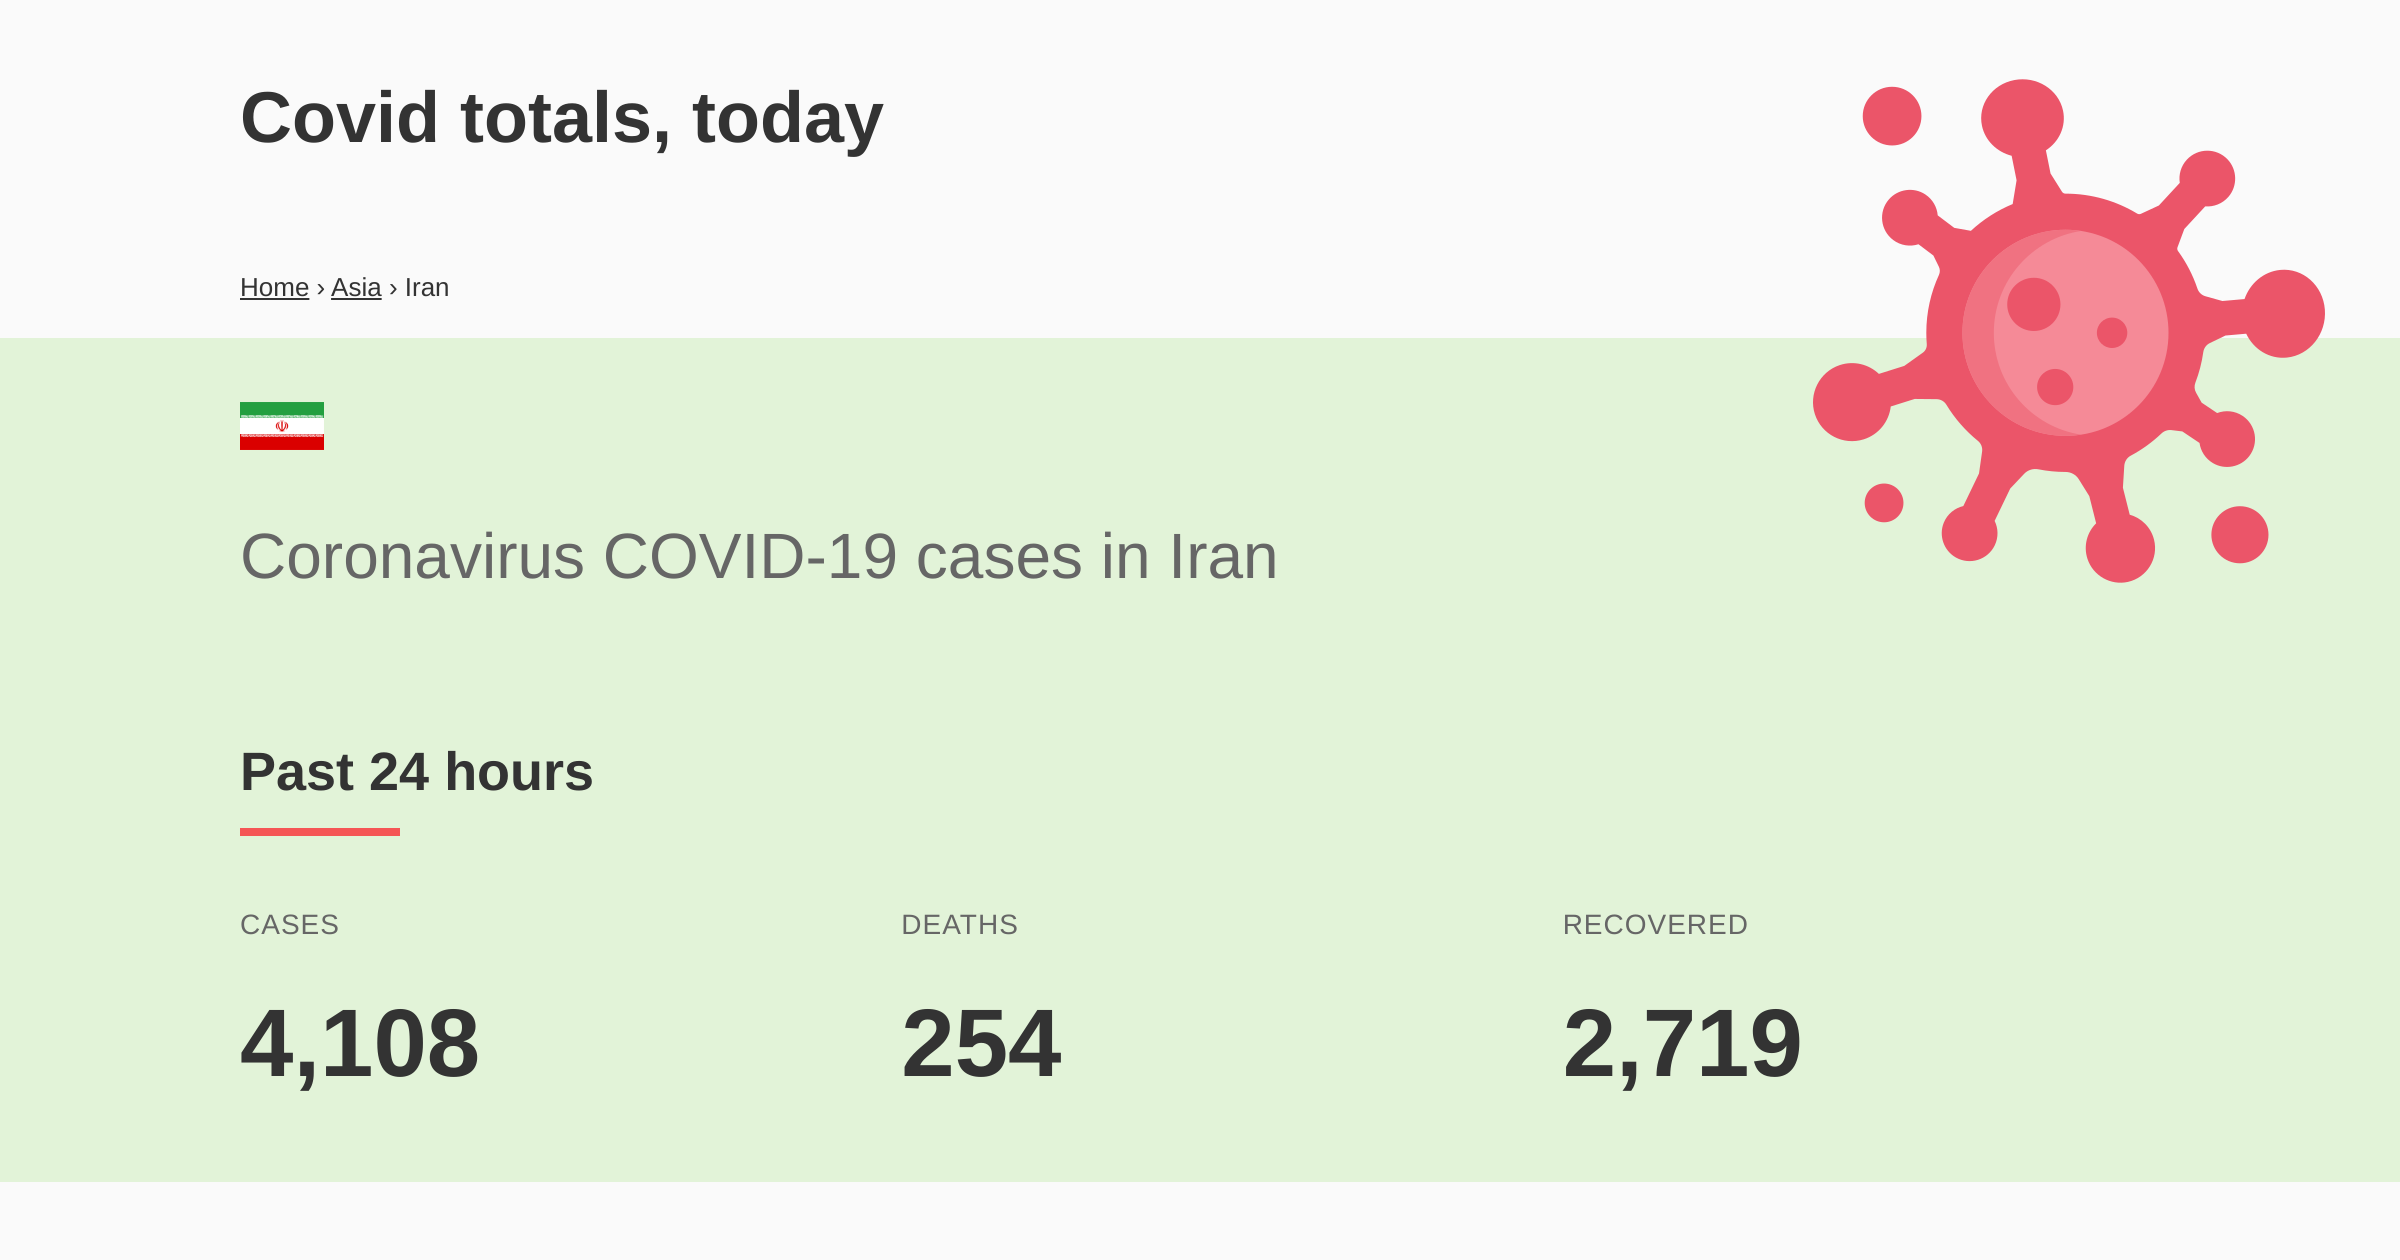 Covid totals, today
Home › Asia › Iran
Coronavirus COVID-19 cases in Iran
Past 24 hours
CASES DEATHS RECOVERED
4,108 254 2,719